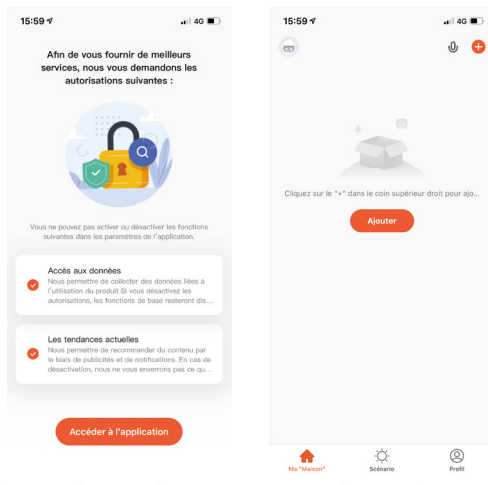 15:59
4G
Afin de vous fournir de meilleurs
services, nous vous demandons les
autorisations suivantes :
Vous ne pouvez pas activer ou désactiver les fonctions
suivantes dans les paramètres de l'application.
Accès aux données
Nous permettre de collecter des données liées à
l'utilisation du produit Si vous désactivez les
autorisations, les fonctions de base resteront dis...
Les tendances actuelles
Nous permettre de recommander du contenu par
le biais de publicités et de notifications. En cas de
désactivation, nous ne vous enverrons pas ce qu...
Accéder à l'application
15:59
4G
Cliquez sur le "+" dans le coin supérieur droit pour ajo...
Ajouter
Ma "Maison"
Scénario
Profil